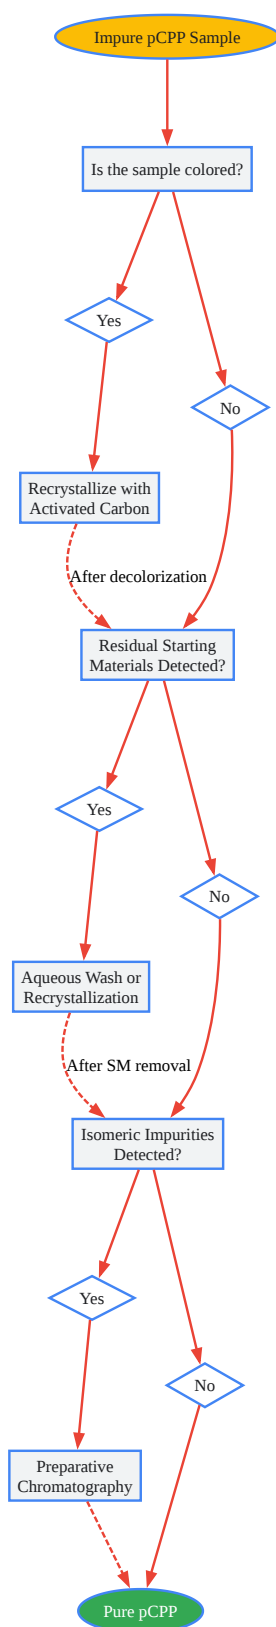 Impure pCPP Sample
Is the sample colored?
Yes
No
Recrystallize with
Activated Carbon
After decolorization
Residual Starting
Materials Detected?
Yes
No
Aqueous Wash or
Recrystallization
After SM removal
Isomeric Impurities
Detected?
Yes
No
Preparative
Chromatography
Pure pCPP